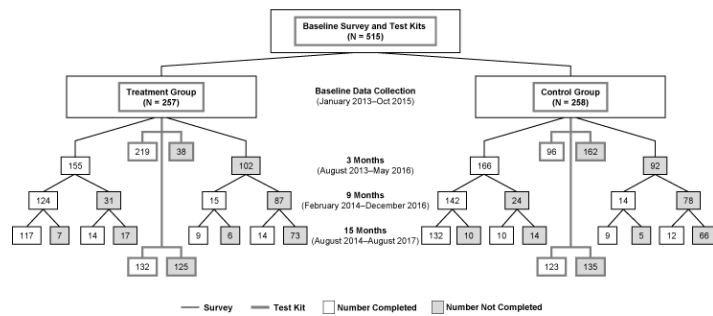 Baseline Survey and Test Kits
(N = 515)
Treatment Group
(N = 257)
Baseline Data Collection
(January 2013–Oct 2015)
Control Group
(N = 258)
219 38
96 162
155 102
3 Months
(August 2013–May 2016)
166 92
124 31 15 87
9 Months
(February 2014–December 2016)
142 24 14 78
117 7 14 17 9 6 14 73
15 Months
(August 2014–August 2017)
132 10 10 14 9 5 12 66
132 125
123 135
Survey Test Kit Number Completed Number Not Completed